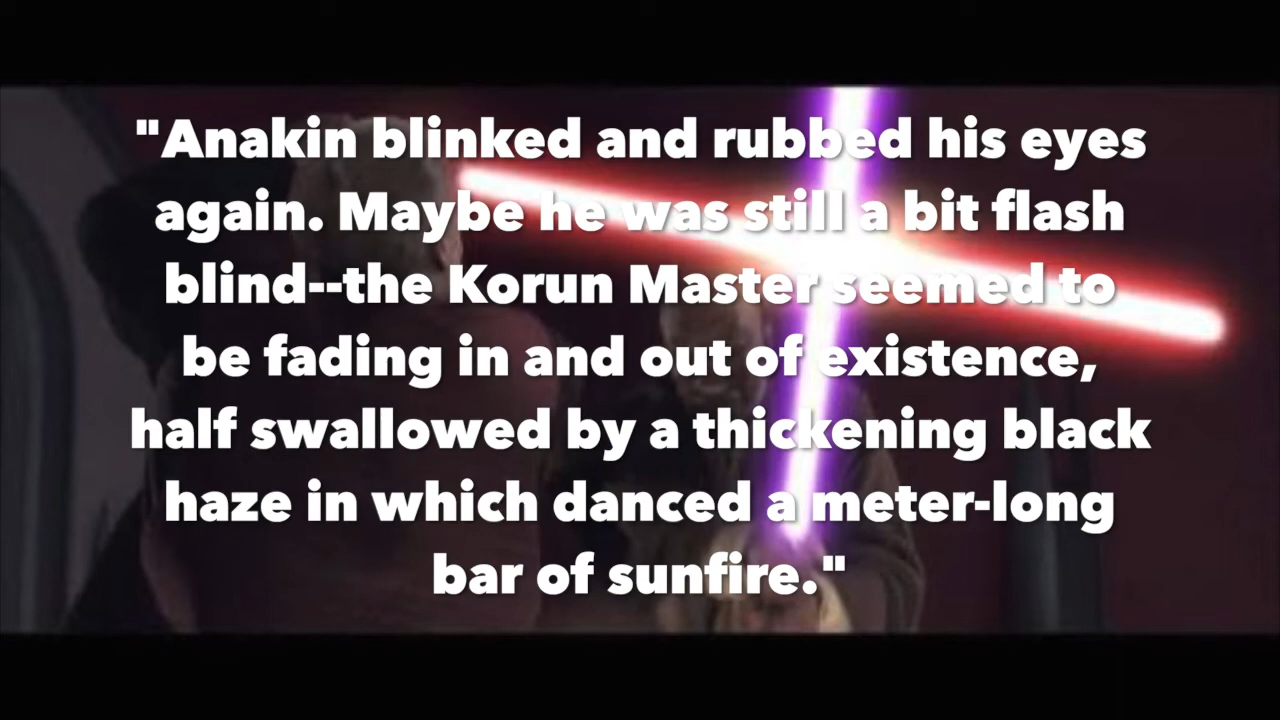 "Anakin blinked and rubbed his eyes
again. Maybe he was still a bit flash
blind--the Korun Master seemed to
be fading in and out of existence,
half swallowed by a thickening black
haze in which danced a meter-long
bar of sunfire."